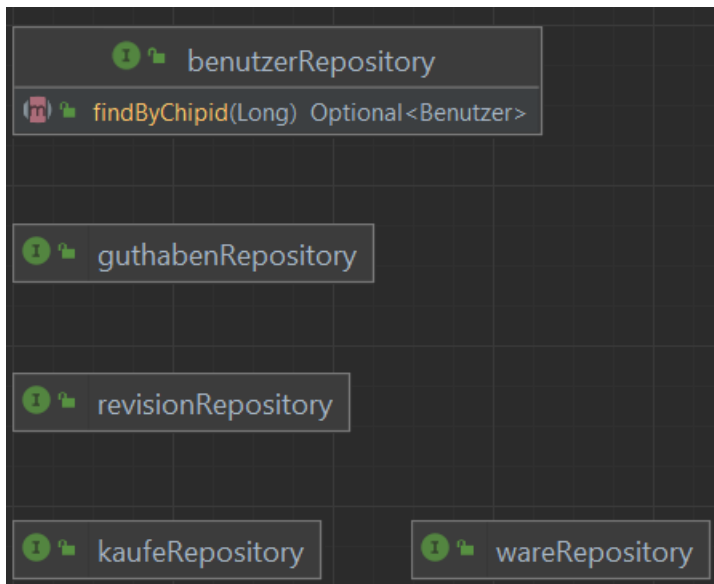 benutzerRepository
findByChipid(Long) Optional<Benutzer>
guthabenRepository
revisionRepository
kaufeRepository
wareRepository